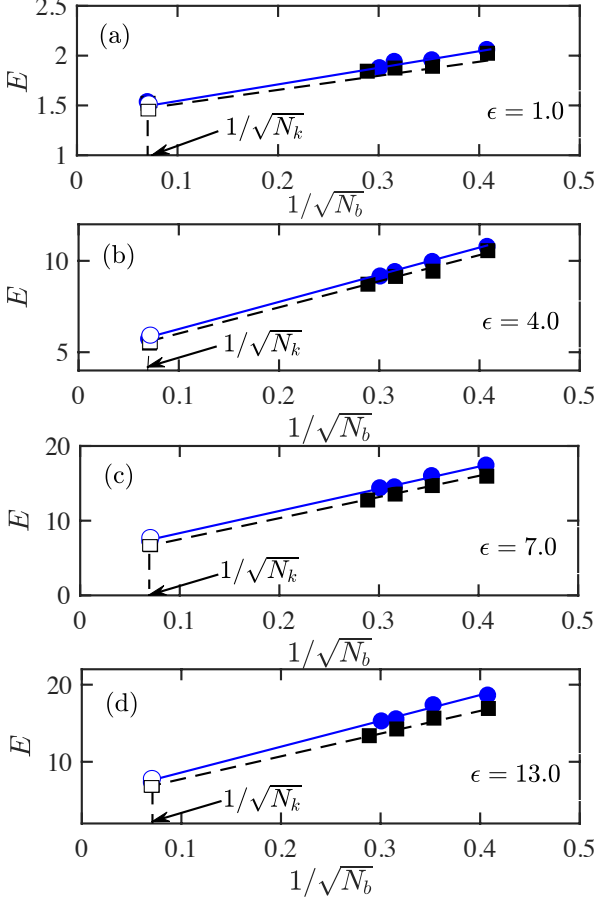 2.5
(a)
2
E
1.5
1/√N_k
ϵ = 1.0
1
0 0.1 0.2 0.3 0.4 0.5
1/√N_b
(b)
10
E
ϵ = 4.0
1/√N_k
5
0 0.1 0.2 0.3 0.4 0.5
1/√N_b
20
(c)
E
10
ϵ = 7.0
1/√N_k
0
0 0.1 0.2 0.3 0.4 0.5
1/√N_b
20
(d)
E
10
ϵ = 13.0
1/√N_k
0 0.1 0.2 0.3 0.4 0.5
1/√N_b